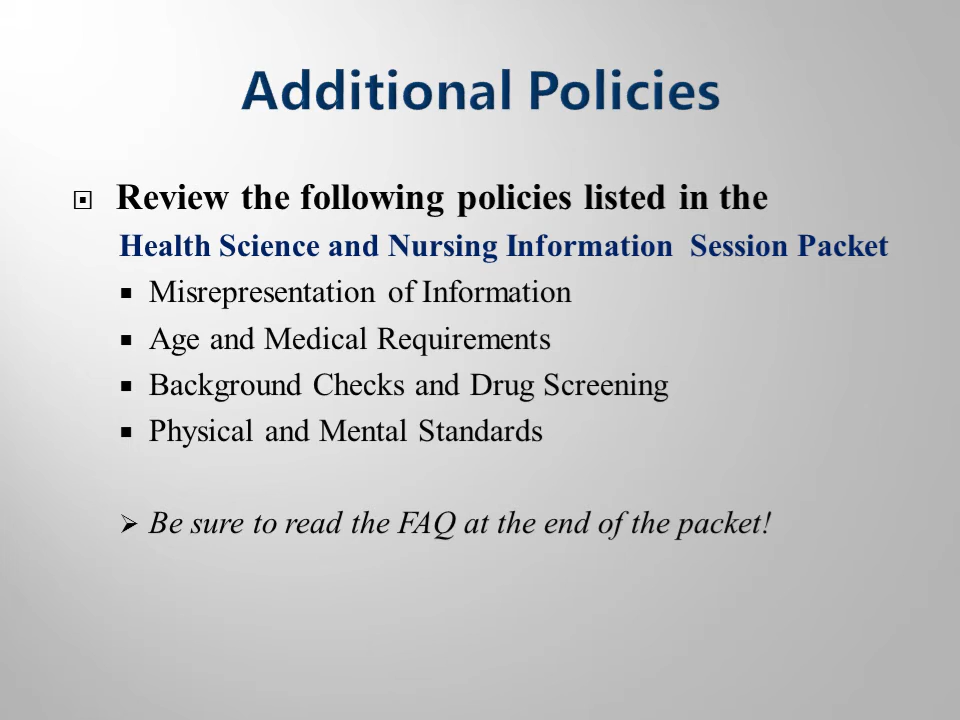 Additional Policies
Review the following policies listed in the
Health Science and Nursing Information  Session Packet
Misrepresentation of Information
Age and Medical Requirements
Background Checks and Drug Screening
Physical and Mental Standards
Be sure to read the FAQ at the end of the packet!